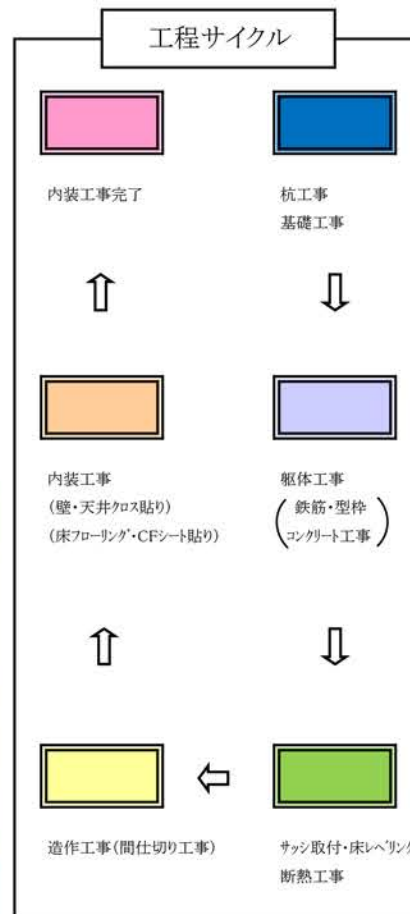 工程サイクル
内装工事完了
杭工事
基礎工事
内装工事
(壁・天井クロス貼り)
(床フローリング・CFシート貼り)
躯体工事
(鉄筋・型枠
コンクリート工事)
造作工事(間仕切り工事)
サッシ取付・床レベリング
断熱工事